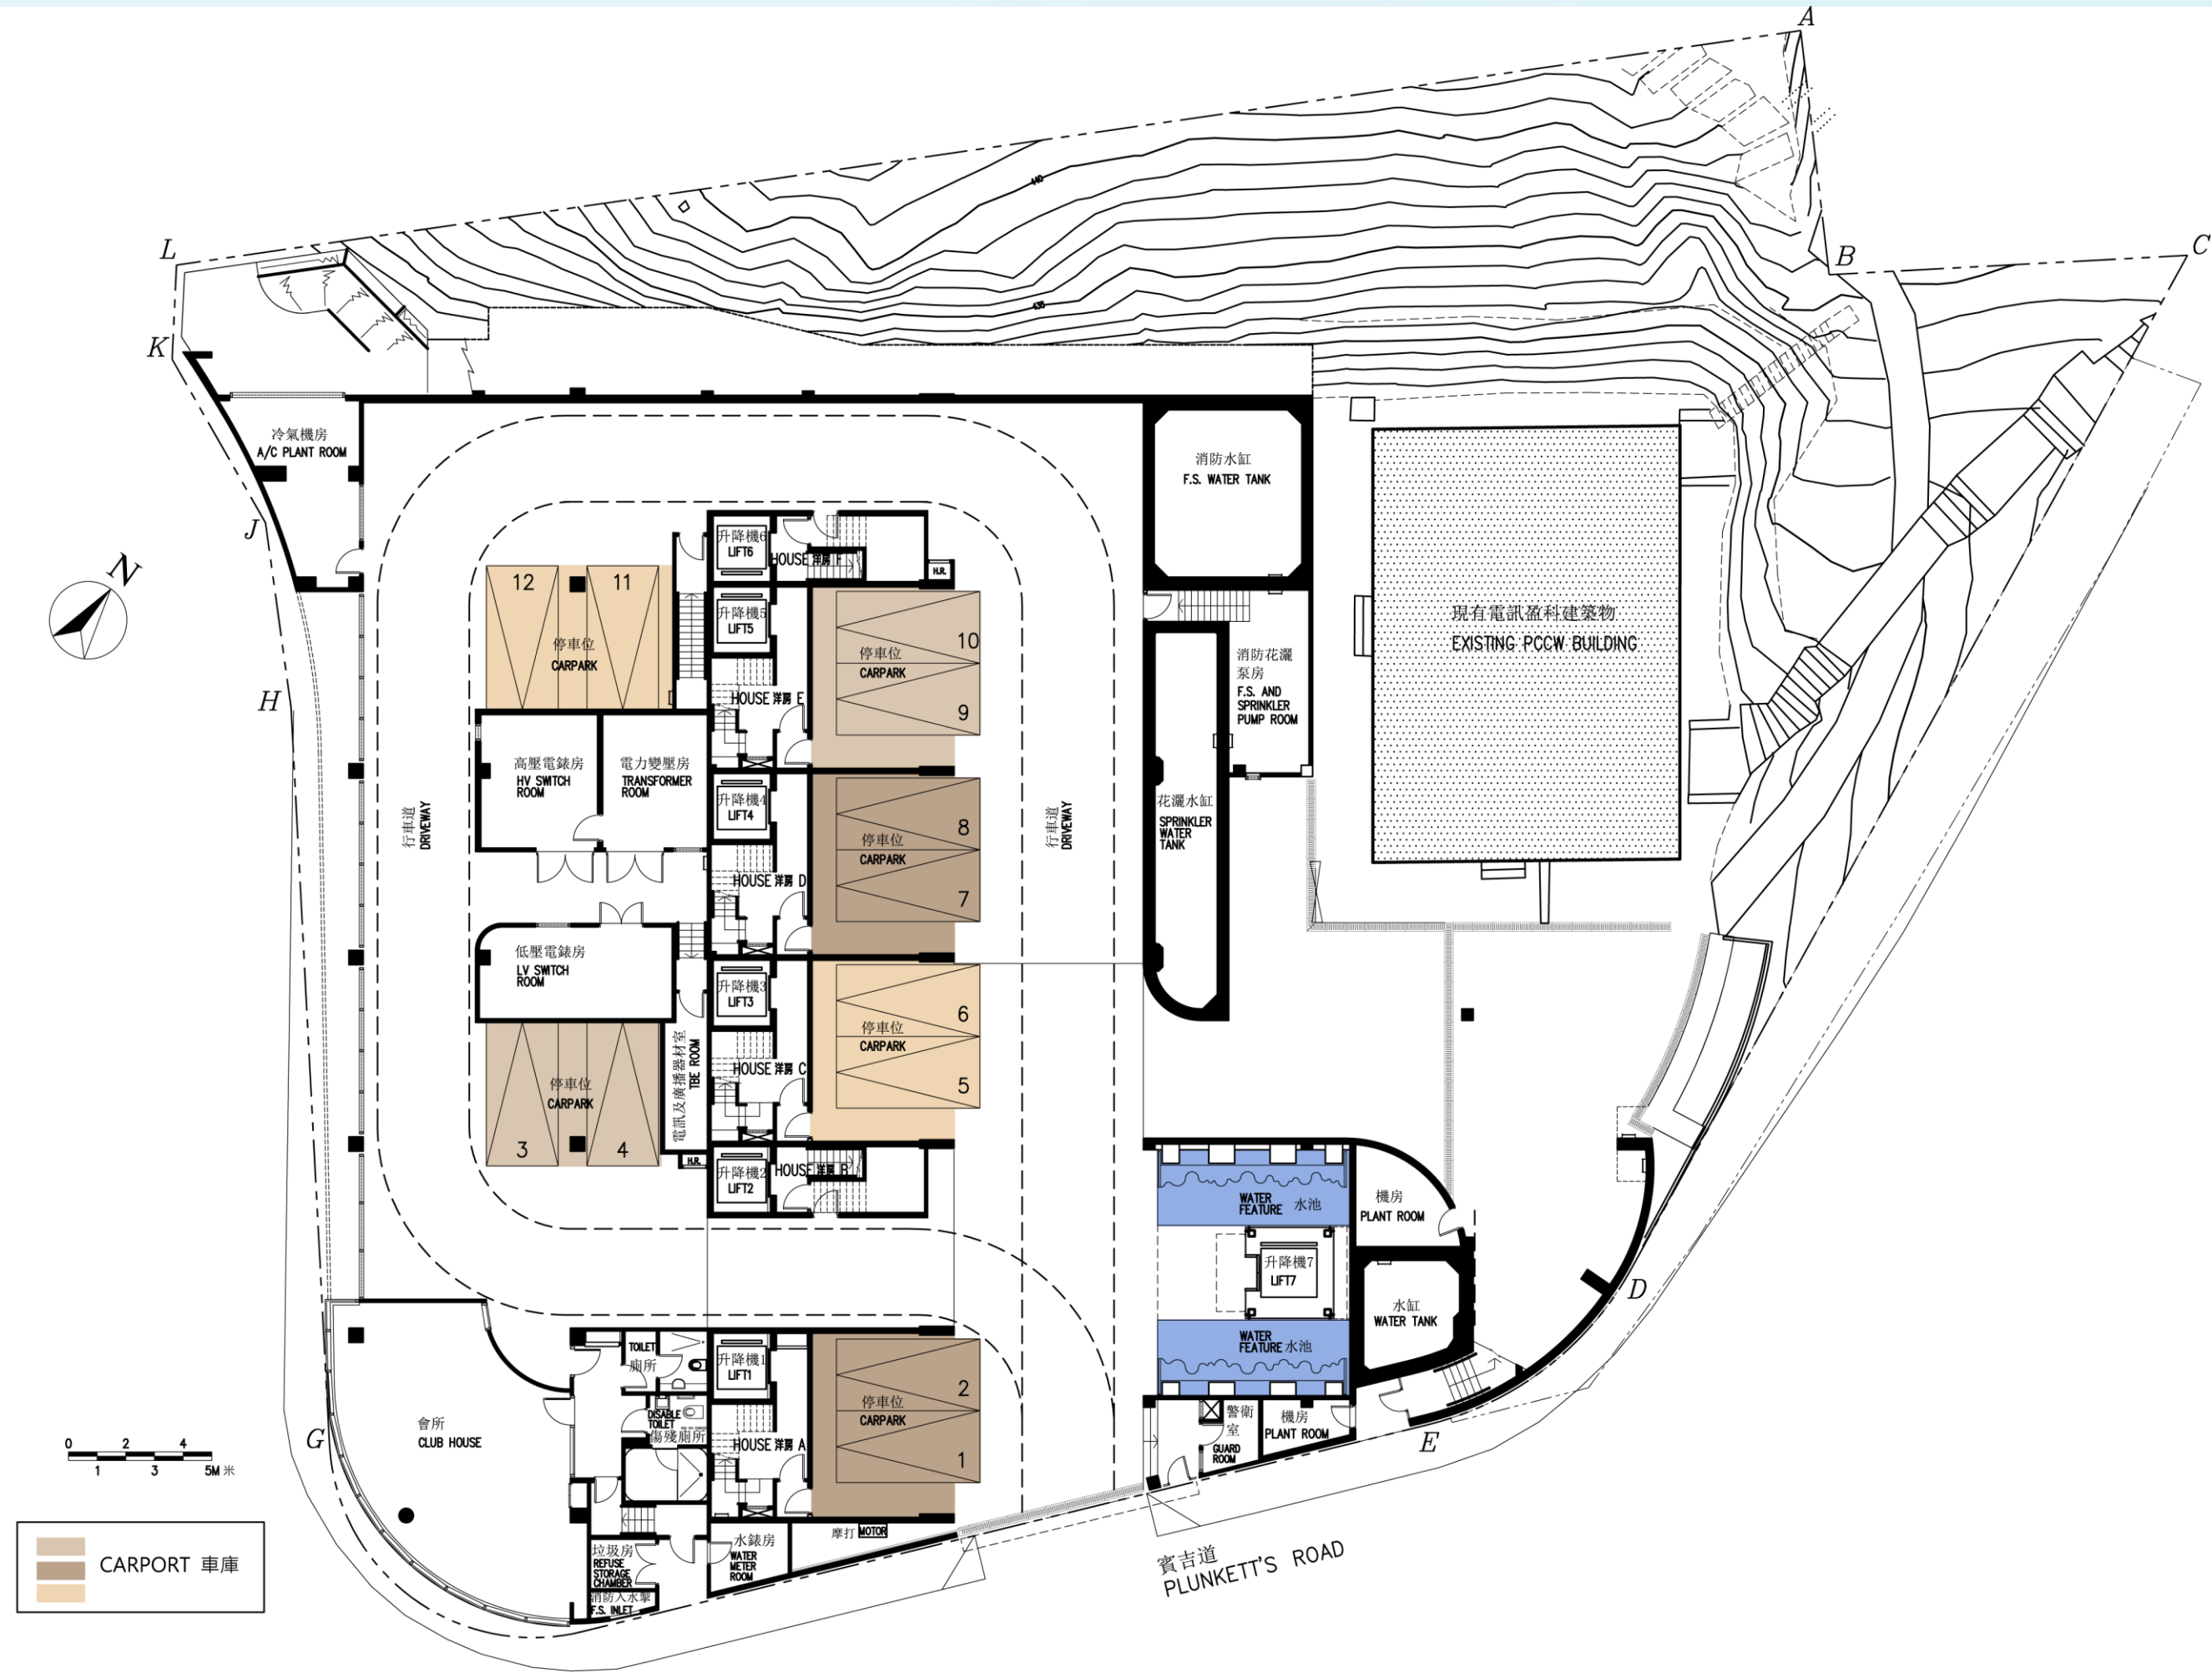 A
B
C
L
K
J
H
N
440
435
冷氣機房
A/C PLANT ROOM
消防水缸
F.S. WATER TANK
升降機6
LIFT6
HOUSE 洋房 F
H.R.
12
11
停車位
CARPARK
升降機5
LIFT5
HOUSE 洋房 E
10
停車位
CARPARK
9
消防花灑
泵房
F.S. AND
SPRINKLER
PUMP ROOM
現有電訊盈科建築物
EXISTING PCCW BUILDING
高壓電錶房
HV SWITCH
ROOM
電力變壓房
TRANSFORMER
ROOM
升降機4
LIFT4
HOUSE 洋房 D
8
停車位
CARPARK
7
行車道
DRIVEWAY
行車道
DRIVEWAY
花灑水缸
SPRINKLER
WATER
TANK
低壓電錶房
LV SWITCH
ROOM
升降機3
LIFT3
HOUSE 洋房 C
6
停車位
CARPARK
5
停車位
CARPARK
3
4
電訊及廣播器材室
TBE ROOM
H.R.
升降機2
LIFT2
HOUSE 洋房 B
WATER
FEATURE 水池
機房
PLANT ROOM
升降機7
LIFT7
水缸
WATER TANK
WATER
FEATURE 水池
D
E
G
會所
CLUB HOUSE
TOILET
廁所
DISABLE
TOILET
傷殘廁所
升降機1
LIFT1
HOUSE 洋房 A
2
停車位
CARPARK
1
警衛
室
GUARD
ROOM
機房
PLANT ROOM
垃圾房
REFUSE
STORAGE
CHAMBER
消防入水掣
F.S. INLET
水錶房
WATER
METER
ROOM
摩打 MOTOR
賓吉道
PLUNKETT'S ROAD
0 2 4
1 3 5M 米
CARPORT 車庫